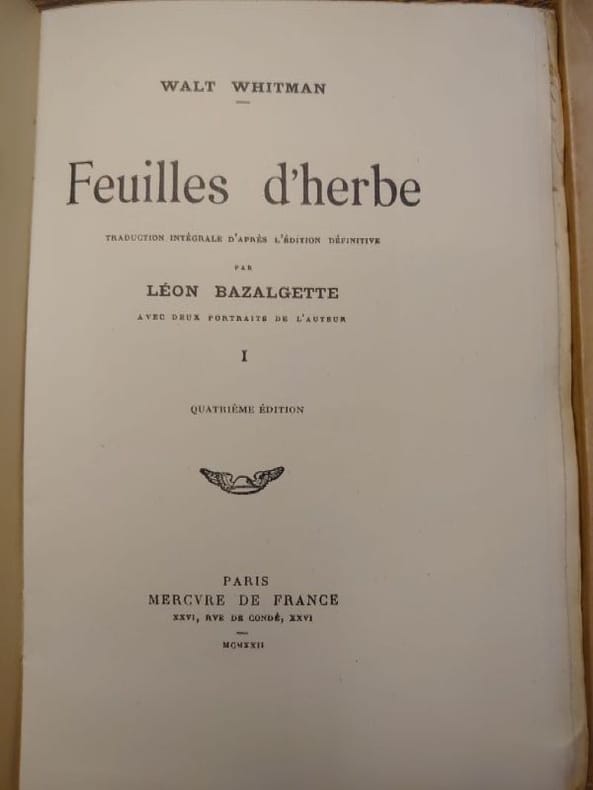 WALT WHITMAN
Feuilles d'herbe
TRADUCTION INTÉGRALE D'APRÈS L'ÉDITION DÉFINITIVE
PAR
LÉON BAZALGETTE
AVEC DEUX PORTRAITS DE L'AUTEUR
I
QUATRIÈME ÉDITION
PARIS
MERCVRE DE FRANCE
XXVI, RVE DE CONDÉ, XXVI
MCMXXII